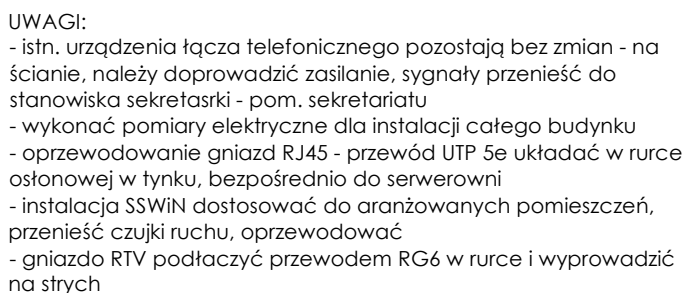 UWAGI:
- istn. urządzenia łącza telefonicznego pozostają bez zmian - na
ścianie, należy doprowadzić zasilanie, sygnały przenieść do
stanowiska sekretasrki - pom. sekretariatu
- wykonać pomiary elektryczne dla instalacji całego budynku
- oprzewodowanie gniazd RJ45 - przewód UTP 5e układać w rurce
osłonowej w tynku, bezpośrednio do serwerowni
- instalacja SSWiN dostosować do aranżowanych pomieszczeń,
przenieść czujki ruchu, oprzewodować
- gniazdo RTV podłaczyć przewodem RG6 w rurce i wyprowadzić
na strych